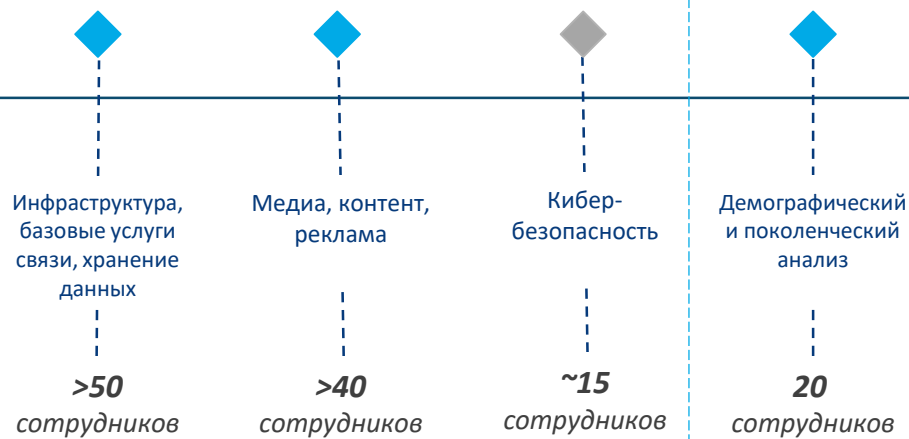 Инфраструктура,
базовые услуги
связи, хранение
данных
>50
сотрудников
Медиа, контент,
реклама
>40
сотрудников
Кибер-
безопасность
~15
сотрудников
Демографический
и поколенческий
анализ
20
сотрудников